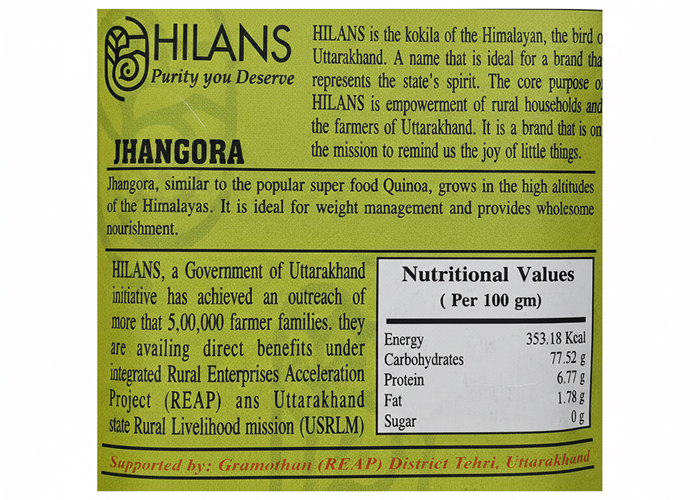 HILANS
Purity you Deserve
JHANGORA
HILANS is the kokila of the Himalayan, the bird
Uttarakhand. A name that is ideal for a brand
represents the state's spirit. The core purpose
HILANS is empowerment of rural households and
the farmers of Uttarakhand. It is a brand that is on
the mission to remind us the joy of little things.
Jhangora, similar to the popular super food Quinoa, grows in the high altitudes
of the Himalayas. It is ideal for weight management and provides wholesome
nourishment.
HILANS, a Government of Uttarakhand
initiative has achieved an outreach of
more that 5,00,000 farmer families. they
are availing direct benefits under
integrated Rural Enterprises Acceleration
Project (REAP) ans Uttarakhand
state Rural Livelihood mission (USRLM)
Nutritional Values
( Per 100 gm)
Energy 353.18 Kcal
Carbohydrates 77.52 g
Protein 6.77 g
Fat 1.78 g
Sugar 0 g
Supported by: Gramothan (REAP) District Tehri, Uttarakhand